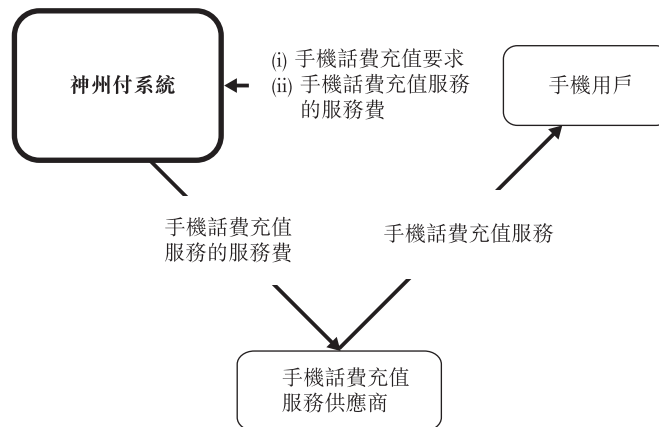 神州付系統
(i) 手機話費充值要求
(ii) 手機話費充值服務
的服務費
手機用戶
手機話費充值
服務的服務費
手機話費充值服務
手機話費充值
服務供應商